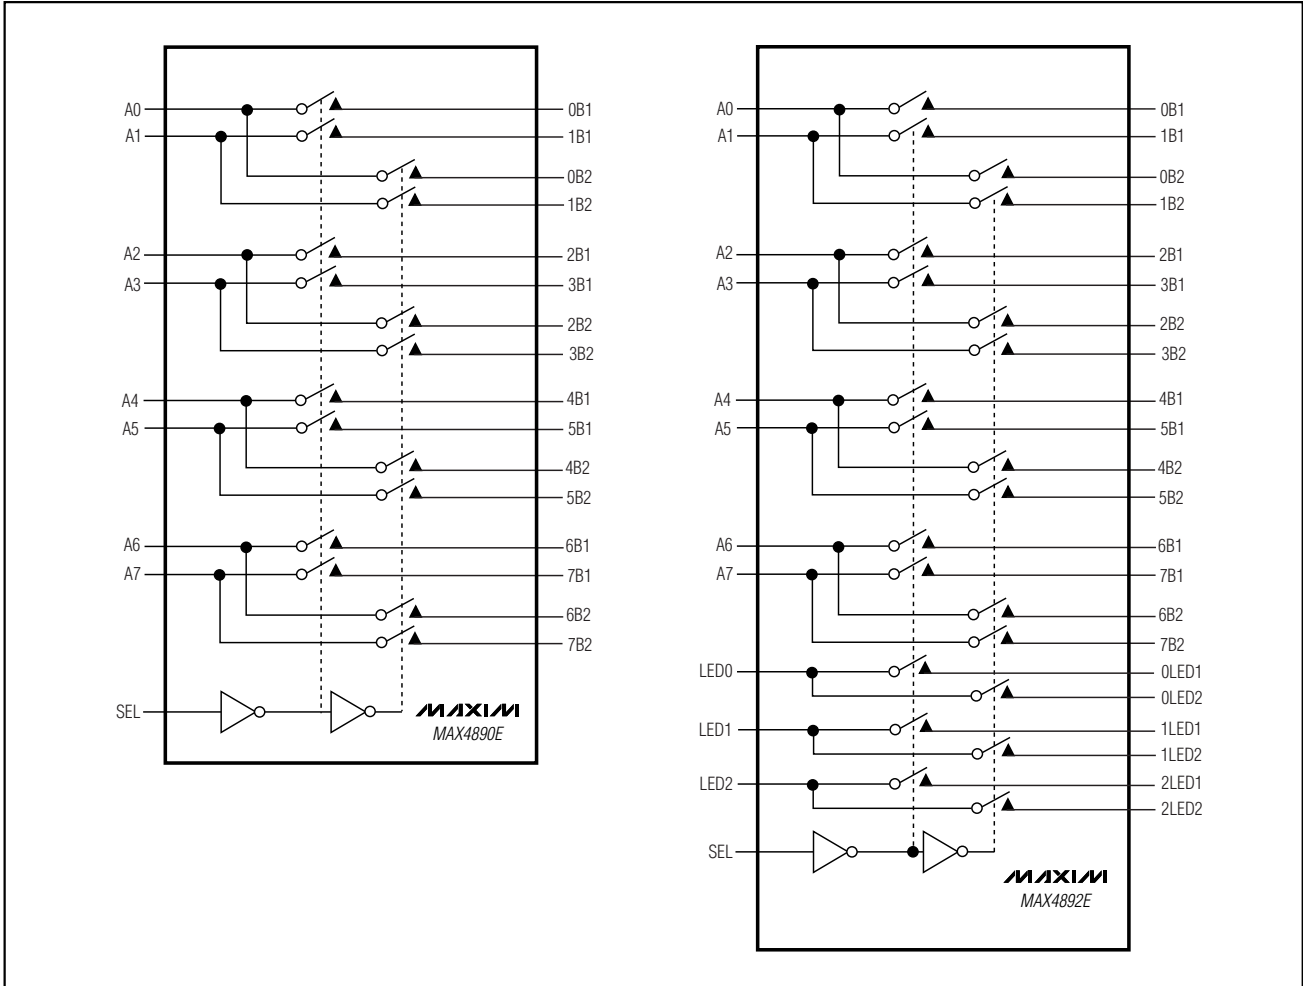 A0
0B1
A1
1B1
0B2
1B2
A2
2B1
A3
3B1
2B2
3B2
A4
4B1
A5
5B1
4B2
5B2
A6
6B1
A7
7B1
6B2
7B2
SEL
MAXIM
MAX4890E
A0
0B1
A1
1B1
0B2
1B2
A2
2B1
A3
3B1
2B2
3B2
A4
4B1
A5
5B1
4B2
5B2
A6
6B1
A7
7B1
6B2
7B2
LED0
0LED1
0LED2
LED1
1LED1
1LED2
LED2
2LED1
2LED2
SEL
MAXIM
MAX4892E